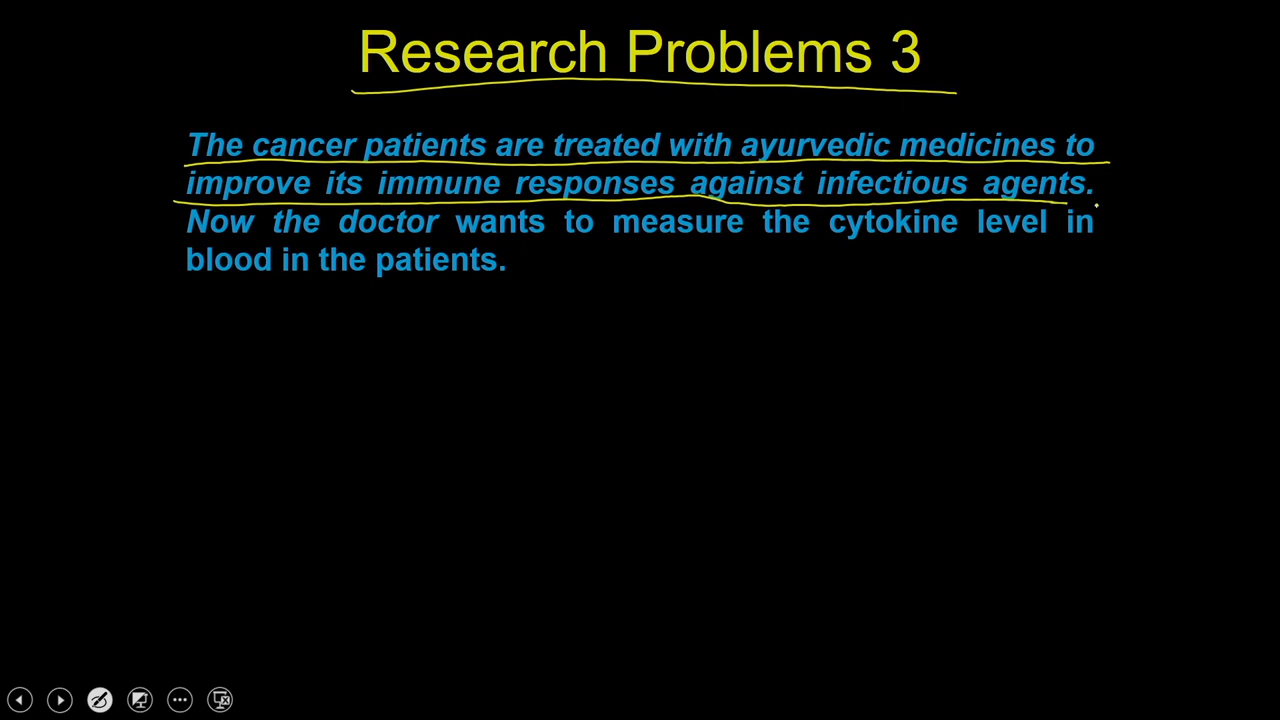 Research Problems 3
The cancer patients are treated with ayurvedic medicines to
improve its immune responses against infectious agents.
Now the doctor wants to measure the cytokine level in
blood in the patients.